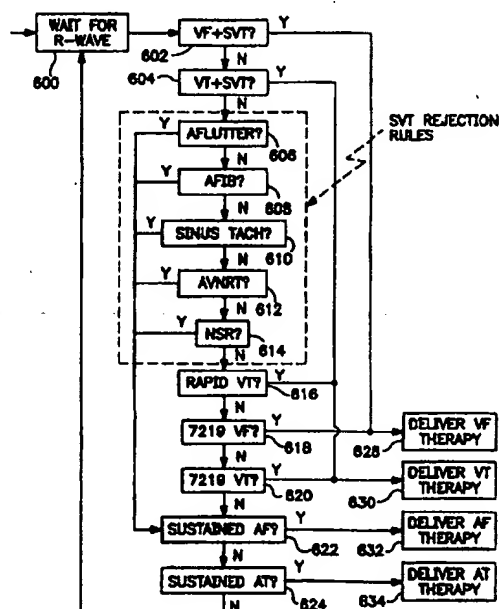 WAIT FOR
R-WAVE
600
VF+SVT?
Y
602
N
604
VT+SVT?
Y
N
SVT REJECTION
RULES
Y
AFLUTTER?
606
N
Y
AFIB?
608
N
Y
SINUS TACH?
610
N
Y
AVNRT?
612
N
Y
NSR?
614
N
RAPID VT?
Y
616
N
7219 VF?
Y
618
DELIVER VF
THERAPY
628
N
7219 VT?
Y
620
DELIVER VT
THERAPY
630
N
SUSTAINED AF?
Y
622
DELIVER AF
THERAPY
632
N
SUSTAINED AT?
Y
624
DELIVER AT
THERAPY
634
N